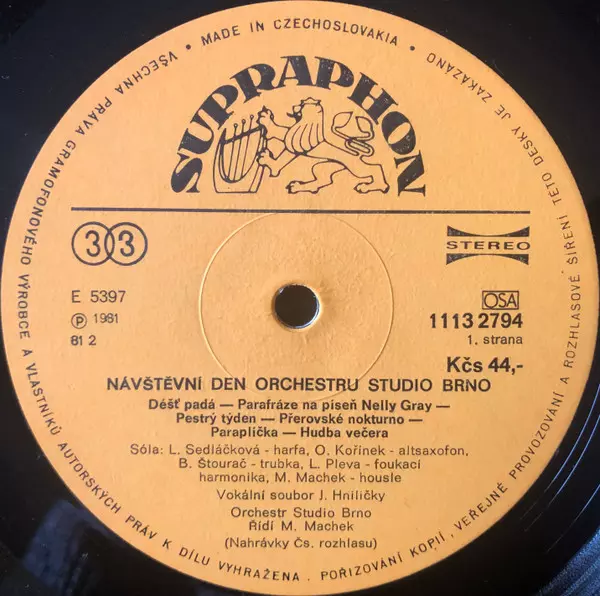 • MADE IN CZECHOSLOVAKIA •
VŠECHNA PRÁVA GRAMOFONOVÉHO VÝROBCE A VLASTNÍKŮ AUTORSKÝCH PRÁV K DÍLU VYHRAŽENA. POŘIZOVÁNÍ KOPIÍ, VEŘEJNÉ PROVOZOVÁNÍ A ROZHLASOVÉ ŠÍŘENÍ TÉTO DESKY JE ZAKÁZÁNO
SUPRAPHON
33
STEREO
E 5397
Ⓟ 1981
81 2
OSA
1113 2794
1. strana
Kčs 44,-
NÁVŠTĚVNÍ DEN ORCHESTRU STUDIO BRNO
Déšť padá — Parafráze na píseň Nelly Gray —
Pestrý týden — Přerovské nokturno —
Paraplíčka — Hudba večera
Sóla: L. Sedláčková - harfa, O. Kořínek - altsaxofon,
B. Štourač - trubka, L. Pleva - foukací
harmonika, M. Machek - housle
Vokální soubor J. Hniličky
Orchestr Studio Brno
Řídí M. Machek
(Nahrávky Čs. rozhlasu)